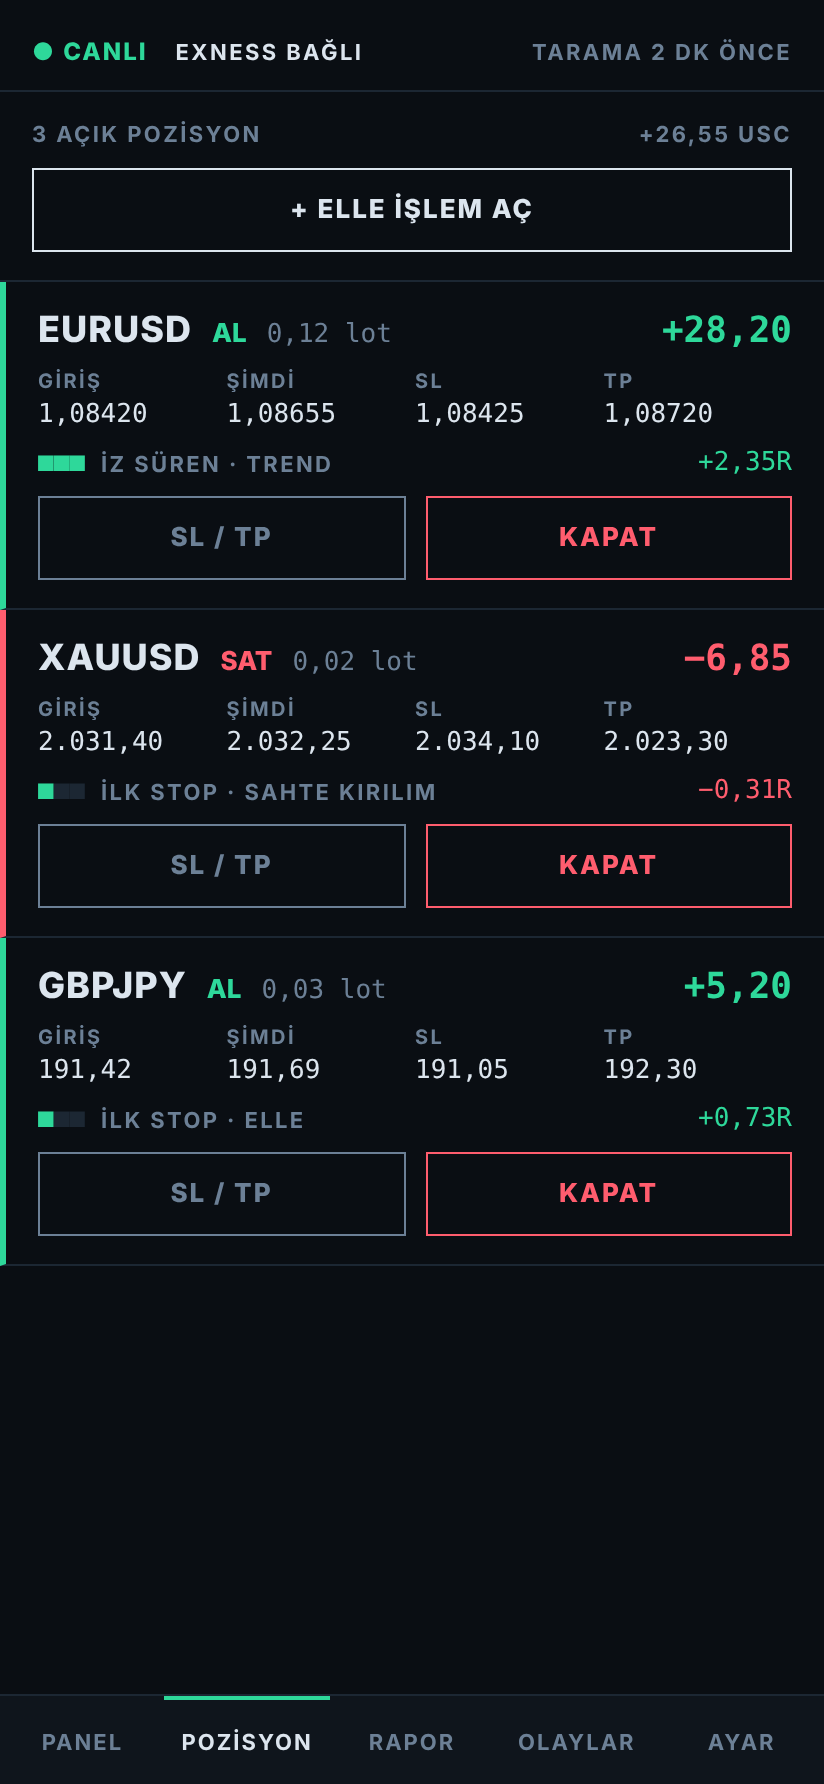 CANLI EXNESS BAĞLI TARAMA 2 DK ÖNCE
3 AÇIK POZİSYON +26,55 USC
+ ELLE İŞLEM AÇ
EURUSD AL 0,12 lot +28,20
GİRİŞ ŞİMDİ SL TP
1,08420 1,08655 1,08425 1,08720
İZ SÜREN · TREND +2,35R
SL / TP KAPAT
XAUUSD SAT 0,02 lot −6,85
GİRİŞ ŞİMDİ SL TP
2.031,40 2.032,25 2.034,10 2.023,30
İLK STOP · SAHTE KIRILIM −0,31R
SL / TP KAPAT
GBPJPY AL 0,03 lot +5,20
GİRİŞ ŞİMDİ SL TP
191,42 191,69 191,05 192,30
İLK STOP · ELLE +0,73R
SL / TP KAPAT
PANEL POZİSYON RAPOR OLAYLAR AYAR